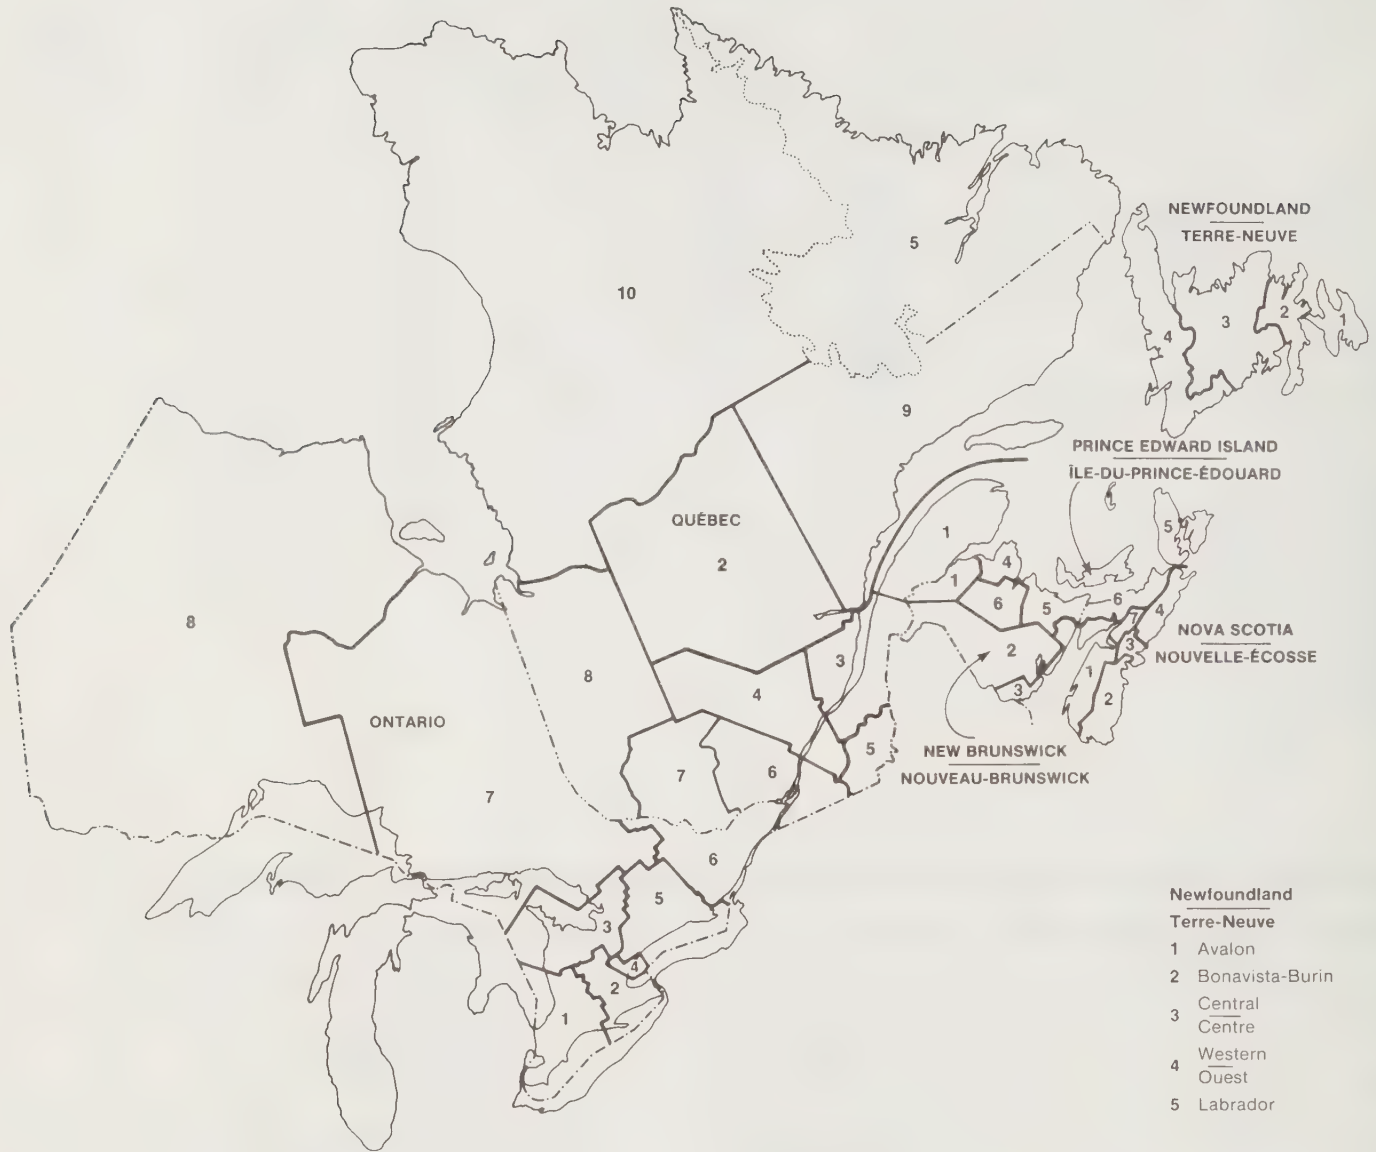 NEWFOUNDLAND
TERRE-NEUVE
5
10
1
2
3
4
9
PRINCE EDWARD ISLAND
ÎLE-DU-PRINCE-ÉDOUARD
QUÉBEC
2
5
1
4
1
6
5
6
4
7
8
NOVA SCOTIA
NOUVELLE-ÉCOSSE
2
3
3
1
3
2
8
4
ONTARIO
NEW BRUNSWICK
NOUVEAU-BRUNSWICK
5
7
6
7
6
5
3
4
2
1
Newfoundland
Terre-Neuve
1 Avalon
2 Bonavista-Burin
3 Central
Centre
4 Western
Ouest
5 Labrador